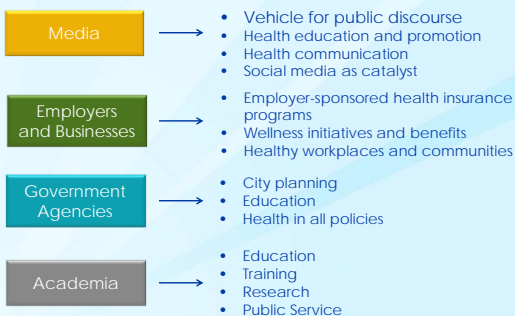 Media
• Vehicle for public discourse
• Health education and promotion
• Health communication
• Social media as catalyst
Employers
and Businesses
• Employer-sponsored health insurance
programs
• Wellness initiatives and benefits
• Healthy workplaces and communities
Government
Agencies
• City planning
• Education
• Health in all policies
Academia
• Education
• Training
• Research
• Public Service